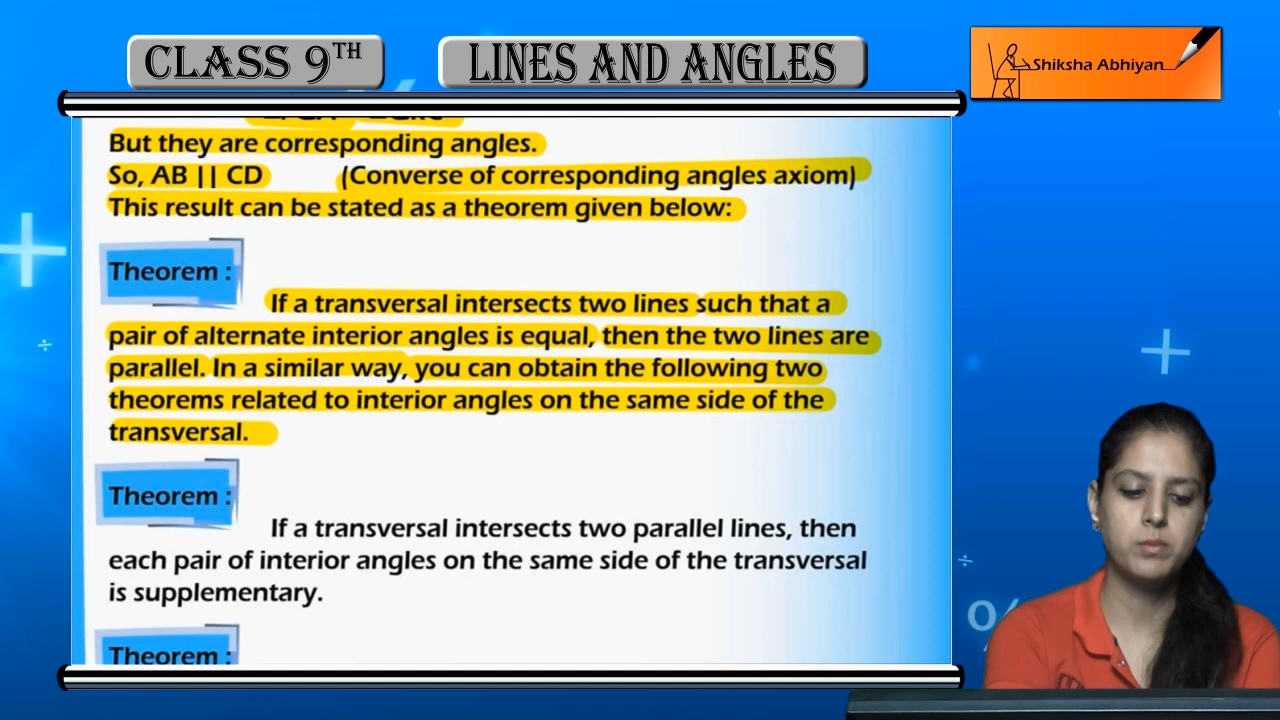 CLASS 9TH
LINES AND ANGLES
Shiksha Abhiyan
But they are corresponding angles.
So, AB || CD (Converse of corresponding angles axiom)
This result can be stated as a theorem given below:
Theorem :
If a transversal intersects two lines such that a
pair of alternate interior angles is equal, then the two lines are
parallel. In a similar way, you can obtain the following two
theorems related to interior angles on the same side of the
transversal.
Theorem :
If a transversal intersects two parallel lines, then
each pair of interior angles on the same side of the transversal
is supplementary.
Theorem :